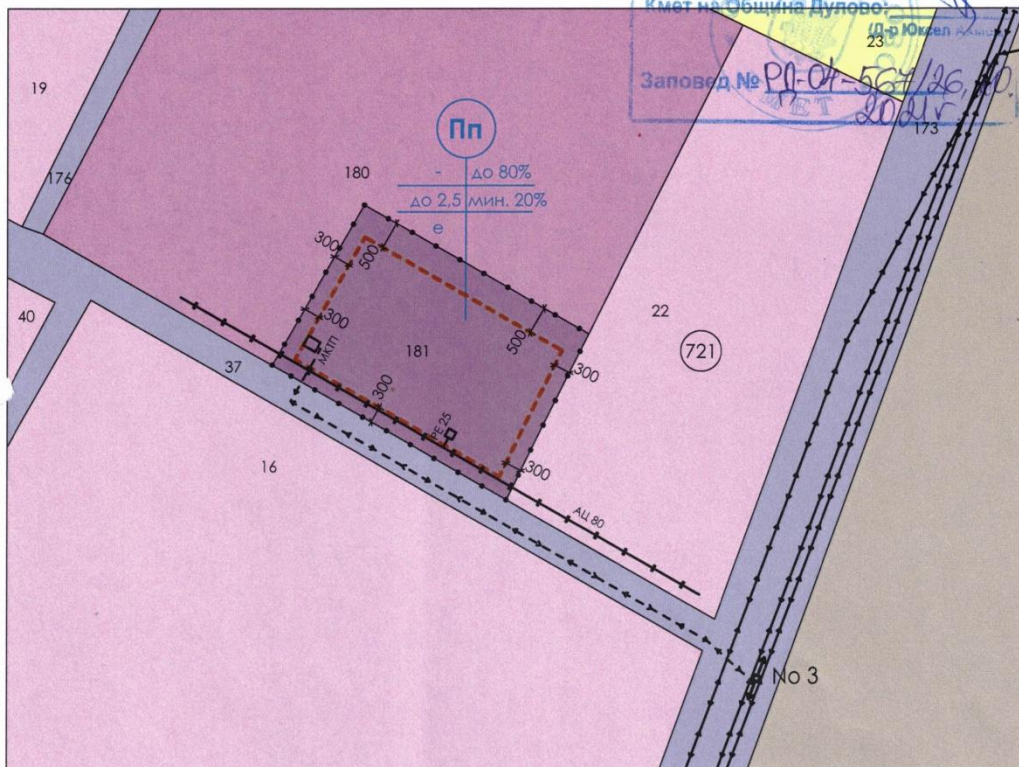 Кмет на Община Дулово:
(Д-р Юксел
23
Заповед № РД-04-567/26.10.
2021г
МЕТ
173
19
176
180
Пп
- до 80%
до 2,5 мин. 20%
е
300
500
300
МКТП
181
500
300
300
РЕ 25
300
22
721
40
37
16
АЦ 80
No 3